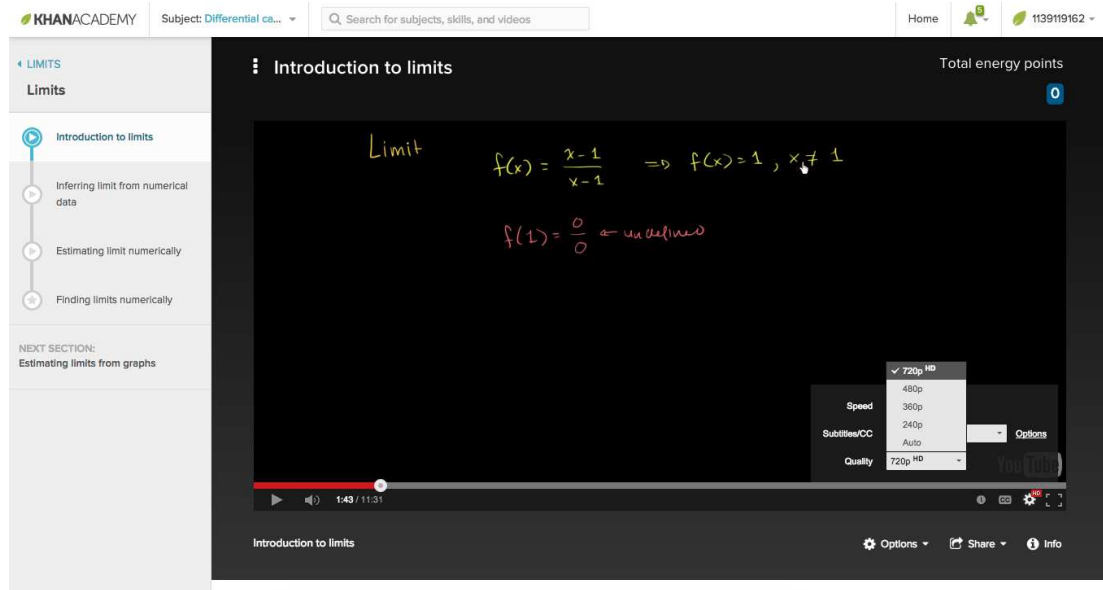 KHANACADEMY Subject: Differential ca... Search for subjects, skills, and videos Home 5 1139119162
LIMITS
Limits
Introduction to limits
Inferring limit from numerical
data
Estimating limit numerically
Finding limits numerically
NEXT SECTION:
Estimating limits from graphs
Introduction to limits
Total energy points
0
Limit
f(x) = x-1 / x-1 => f(x) = 1, x ≠ 1
f(1) = 0/0 ← undefined
720p HD
480p
360p
240p
Auto
Speed
Subtitles/CC Options
Quality 720p HD
YouTube
1:43 / 11:31 CC HD
Introduction to limits Options Share Info